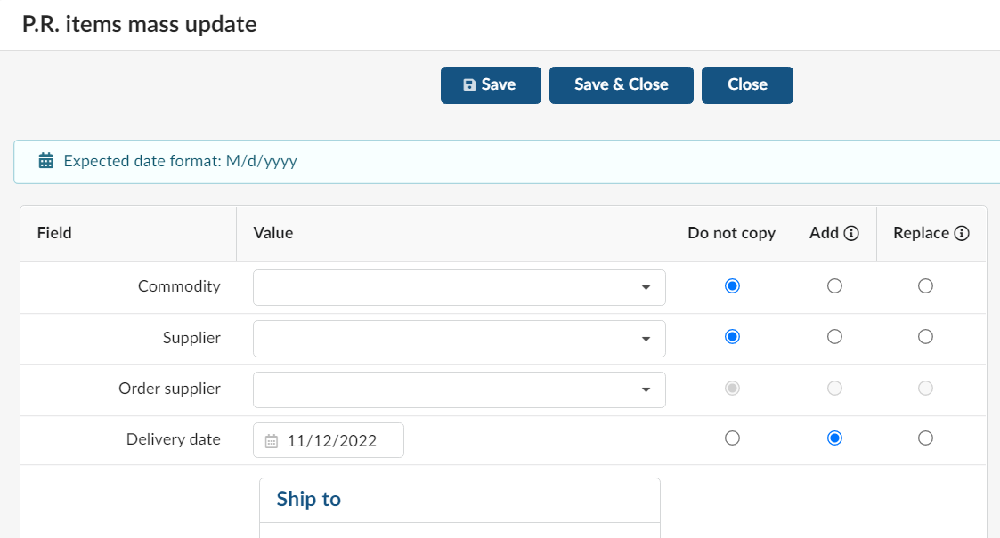 P.R. items mass update
Save Save & Close Close
Expected date format: M/d/yyyy
Field Value Do not copy Add Replace
Commodity
Supplier
Order supplier
Delivery date 11/12/2022
Ship to